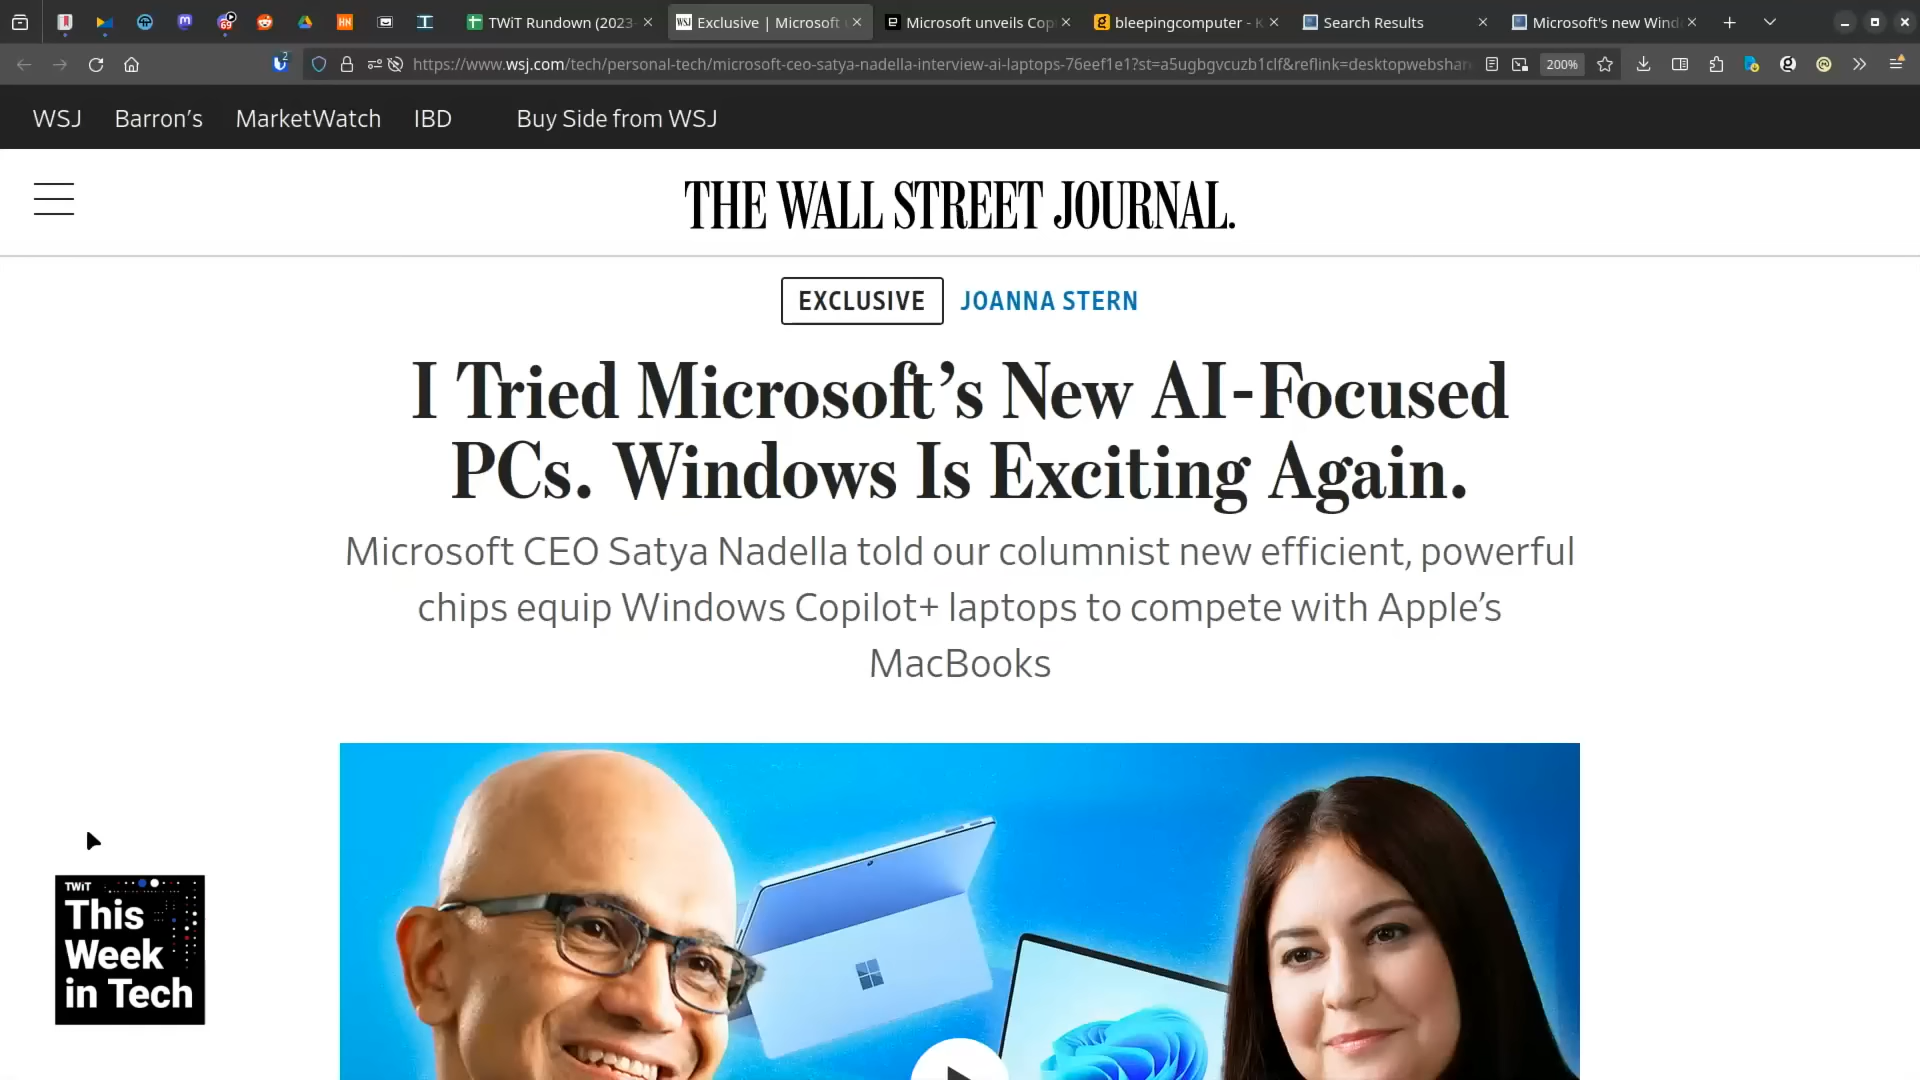 TWiT Rundown (2023-
Exclusive | Microsoft
Microsoft unveils Cop
bleepingcomputer - K
Search Results
Microsoft's new Wind
https://www.wsj.com/tech/personal-tech/microsoft-ceo-satya-nadella-interview-ai-laptops-76eef1e1?st=a5ugbgvcuzb1clf&reflink=desktopwebshar
200%
WSJ
Barron's
MarketWatch
IBD
Buy Side from WSJ
THE WALL STREET JOURNAL.
EXCLUSIVE JOANNA STERN
I Tried Microsoft's New AI-Focused
PCs. Windows Is Exciting Again.
Microsoft CEO Satya Nadella told our columnist new efficient, powerful
chips equip Windows Copilot+ laptops to compete with Apple's
MacBooks
TWiT
This
Week
in Tech